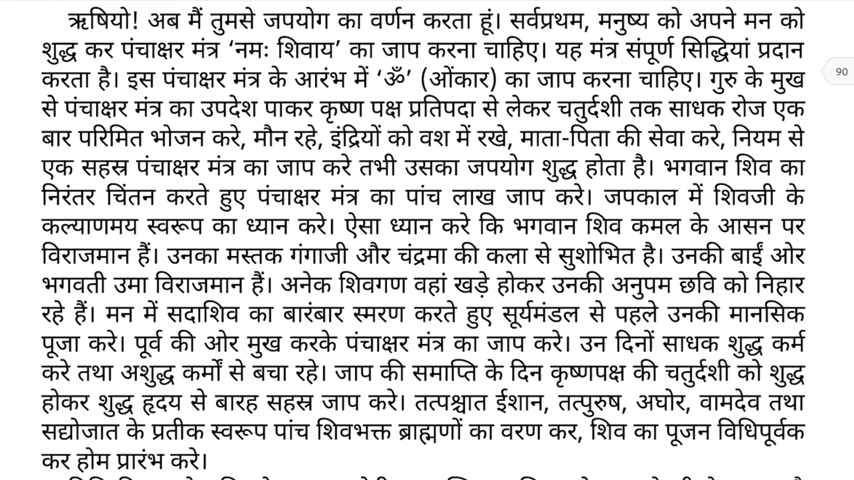 ऋषियो! अब मैं तुमसे जपयोग का वर्णन करता हूं। सर्वप्रथम, मनुष्य को अपने मन को
शुद्ध कर पंचाक्षर मंत्र ‘नमः शिवाय’ का जाप करना चाहिए। यह मंत्र संपूर्ण सिद्धियां प्रदान
करता है। इस पंचाक्षर मंत्र के आरंभ में ‘ॐ’ (ओंकार) का जाप करना चाहिए। गुरु के मुख
90
से पंचाक्षर मंत्र का उपदेश पाकर कृष्ण पक्ष प्रतिपदा से लेकर चतुर्दशी तक साधक रोज एक
बार परिमित भोजन करे, मौन रहे, इंद्रियों को वश में रखे, माता-पिता की सेवा करे, नियम से
एक सहस्र पंचाक्षर मंत्र का जाप करे तभी उसका जपयोग शुद्ध होता है। भगवान शिव का
निरंतर चिंतन करते हुए पंचाक्षर मंत्र का पांच लाख जाप करे। जपकाल में शिवजी के
कल्याणमय स्वरूप का ध्यान करे। ऐसा ध्यान करे कि भगवान शिव कमल के आसन पर
विराजमान हैं। उनका मस्तक गंगाजी और चंद्रमा की कला से सुशोभित है। उनकी बाईं ओर
भगवती उमा विराजमान हैं। अनेक शिवगण वहां खड़े होकर उनकी अनुपम छवि को निहार
रहे हैं। मन में सदाशिव का बारंबार स्मरण करते हुए सूर्यमंडल से पहले उनकी मानसिक
पूजा करे। पूर्व की ओर मुख करके पंचाक्षर मंत्र का जाप करे। उन दिनों साधक शुद्ध कर्म
करे तथा अशुद्ध कर्मों से बचा रहे। जाप की समाप्ति के दिन कृष्णपक्ष की चतुर्दशी को शुद्ध
होकर शुद्ध हृदय से बारह सहस्र जाप करे। तत्पश्चात ईशान, तत्पुरुष, अघोर, वामदेव तथा
सद्योजात के प्रतीक स्वरूप पांच शिवभक्त ब्राह्मणों का वरण कर, शिव का पूजन विधिपूर्वक
कर होम प्रारंभ करे।